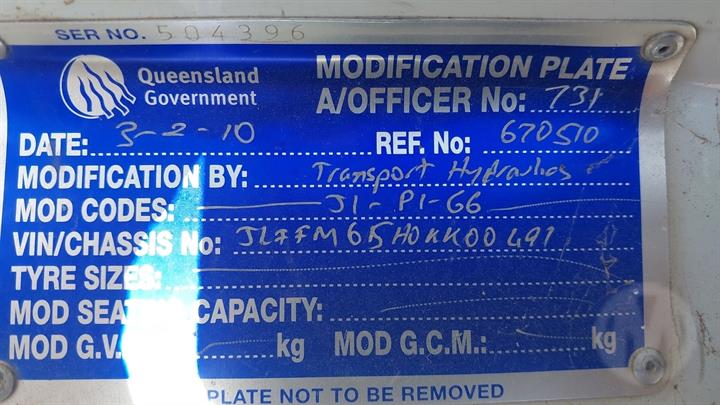 SER NO. 504396
Queensland Government
MODIFICATION PLATE
A/OFFICER No: 731
DATE: 3-2-10 REF. No: 670510
MODIFICATION BY: Transport Hydraulics
MOD CODES: J1-P1-G6
VIN/CHASSIS No:
TYRE SIZES:
MOD SEA CAPACITY:
MOD G.V. kg MOD G.C.M.: kg
PLATE NOT TO BE REMOVED